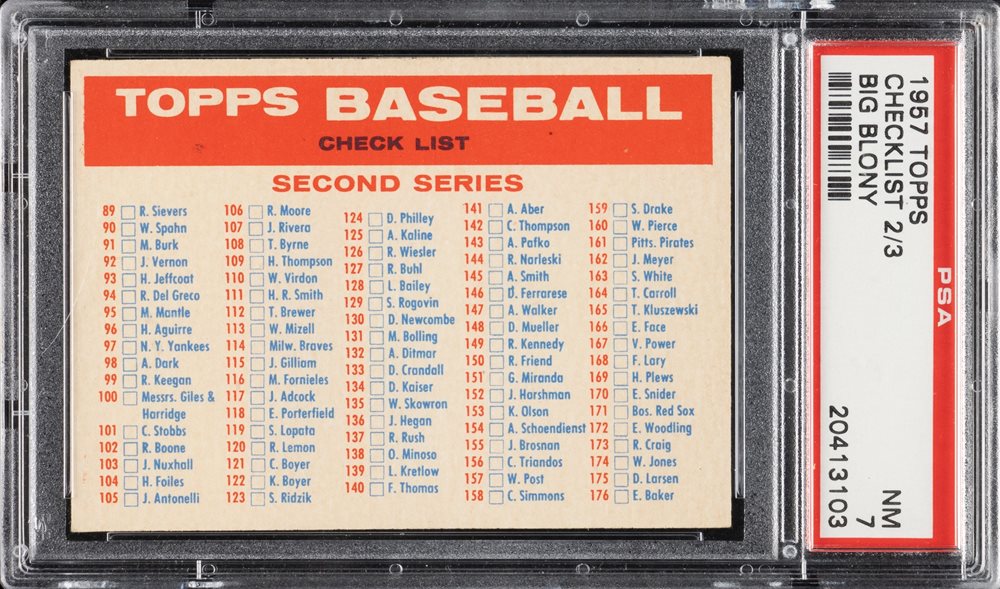 TOPPS BASEBALL
CHECK LIST
SECOND SERIES
89 R. Sievers
90 W. Spahn
91 M. Burk
92 J. Vernon
93 H. Jeffcoat
94 R. Del Greco
95 M. Mantle
96 H. Aguirre
97 N. Y. Yankees
98 A. Dark
99 R. Keegan
100 Messrs. Giles &
Harridge
101 C. Stobbs
102 R. Boone
103 J. Nuxhall
104 H. Foiles
105 J. Antonelli
106 R. Moore
107 J. Rivera
108 T. Byrne
109 H. Thompson
110 W. Virdon
111 H. R. Smith
112 T. Brewer
113 W. Mizell
114 Milw. Braves
115 J. Gilliam
116 M. Fornieles
117 J. Adcock
118 E. Porterfield
119 S. Lopata
120 R. Lemon
121 C. Boyer
122 K. Boyer
123 S. Ridzik
124 D. Philley
125 A. Kaline
126 R. Wiesler
127 R. Buhl
128 L. Bailey
129 S. Rogovin
130 D. Newcombe
131 M. Bolling
132 A. Ditmar
133 D. Crandall
134 D. Kaiser
135 W. Skowron
136 J. Hegan
137 R. Rush
138 O. Minoso
139 L. Kretlow
140 F. Thomas
141 A. Aber
142 C. Thompson
143 A. Pafko
144 R. Narleski
145 A. Smith
146 D. Ferrarese
147 A. Walker
148 D. Mueller
149 R. Kennedy
150 R. Friend
151 G. Miranda
152 J. Harshman
153 K. Olson
154 A. Schoendienst
155 J. Brosnan
156 C. Triandos
157 W. Post
158 C. Simmons
159 S. Drake
160 W. Pierce
161 Pitts. Pirates
162 J. Meyer
163 S. White
164 T. Carroll
165 T. Kluszewski
166 E. Face
167 V. Power
168 F. Lary
169 H. Plews
170 E. Snider
171 Bos. Red Sox
172 E. Woodling
173 R. Craig
174 W. Jones
175 D. Larsen
176 E. Baker
1957 TOPPS
CHECKLIST 2/3
BIG BLONY
NM
7
20413103
PSA